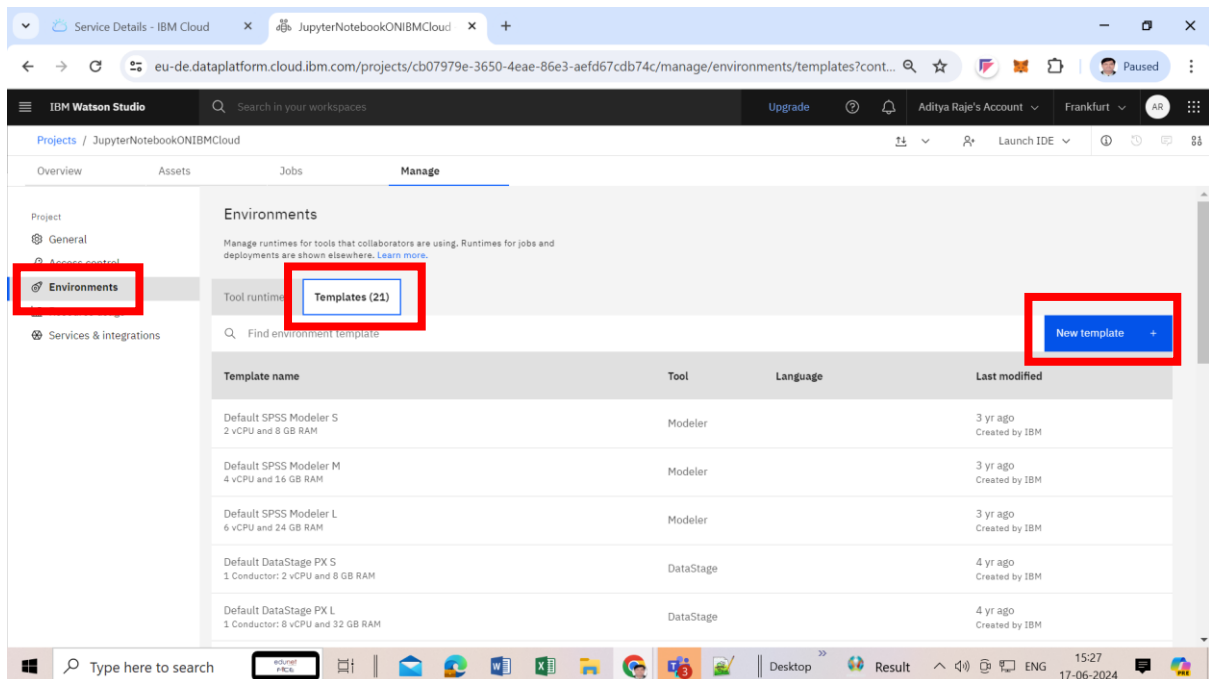 Service Details - IBM Cloud
JupyterNotebookONIBMCloud
eu-de.dataplatform.cloud.ibm.com/projects/cb07979e-3650-4eae-86e3-aefd67cdb74c/manage/environments/templates?cont...
Paused
IBM Watson Studio
Search in your workspaces
Upgrade
Aditya Raje's Account
Frankfurt
AR
Projects / JupyterNotebookONIBMCloud
Launch IDE
Overview
Assets
Jobs
Manage
Project
General
Access control
Environments
Services & integrations
Environments
Manage runtimes for tools that collaborators are using. Runtimes for jobs and
deployments are shown elsewhere. Learn more.
Tool runtime
Templates (21)
Find environment template
New template +
Template name Tool Language Last modified
Default SPSS Modeler S
2 vCPU and 8 GB RAM
Modeler
3 yr ago
Created by IBM
Default SPSS Modeler M
4 vCPU and 16 GB RAM
Modeler
3 yr ago
Created by IBM
Default SPSS Modeler L
6 vCPU and 24 GB RAM
Modeler
3 yr ago
Created by IBM
Default DataStage PX S
1 Conductor: 2 vCPU and 8 GB RAM
DataStage
4 yr ago
Created by IBM
Default DataStage PX L
1 Conductor: 8 vCPU and 32 GB RAM
DataStage
4 yr ago
Created by IBM
Type here to search
edunet
Desktop
Result
ENG
15:27
17-06-2024
PRE